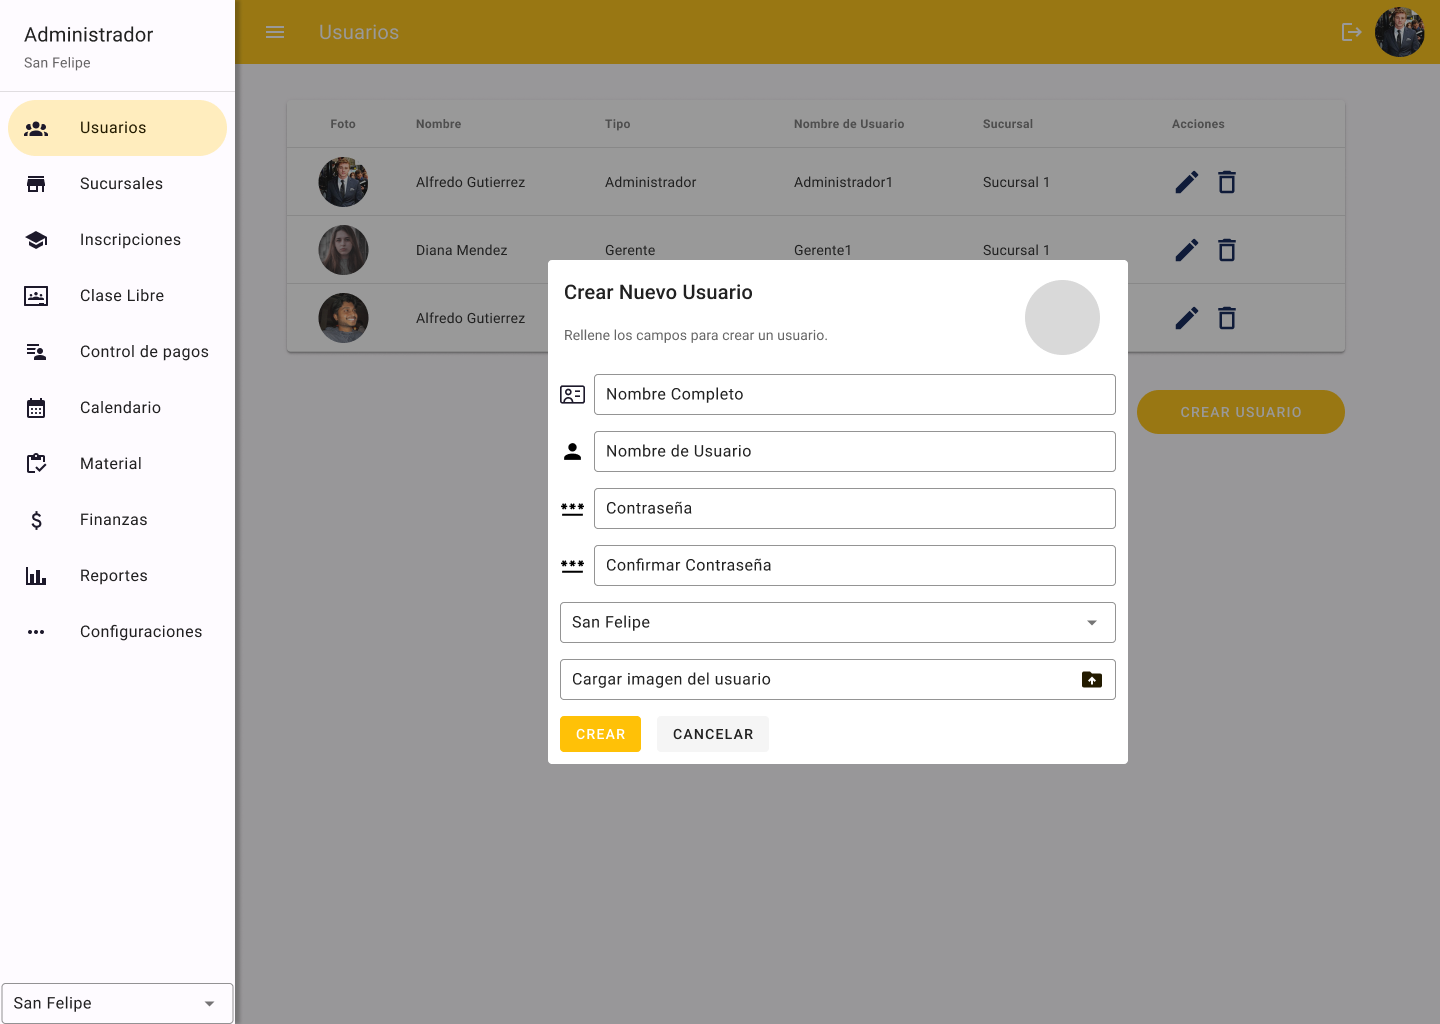 Administrador
San Felipe
Usuarios
Sucursales
Inscripciones
Clase Libre
Control de pagos
Calendario
Material
Finanzas
Reportes
Configuraciones
San Felipe
Usuarios
Foto Nombre Tipo Nombre de Usuario Sucursal Acciones
Alfredo Gutierrez Administrador Administrador1 Sucursal 1
Diana Mendez Gerente Gerente1 Sucursal 1
Alfredo Gutierrez
CREAR USUARIO
Crear Nuevo Usuario
Rellene los campos para crear un usuario.
Nombre Completo
Nombre de Usuario
Contraseña
Confirmar Contraseña
San Felipe
Cargar imagen del usuario
CREAR CANCELAR